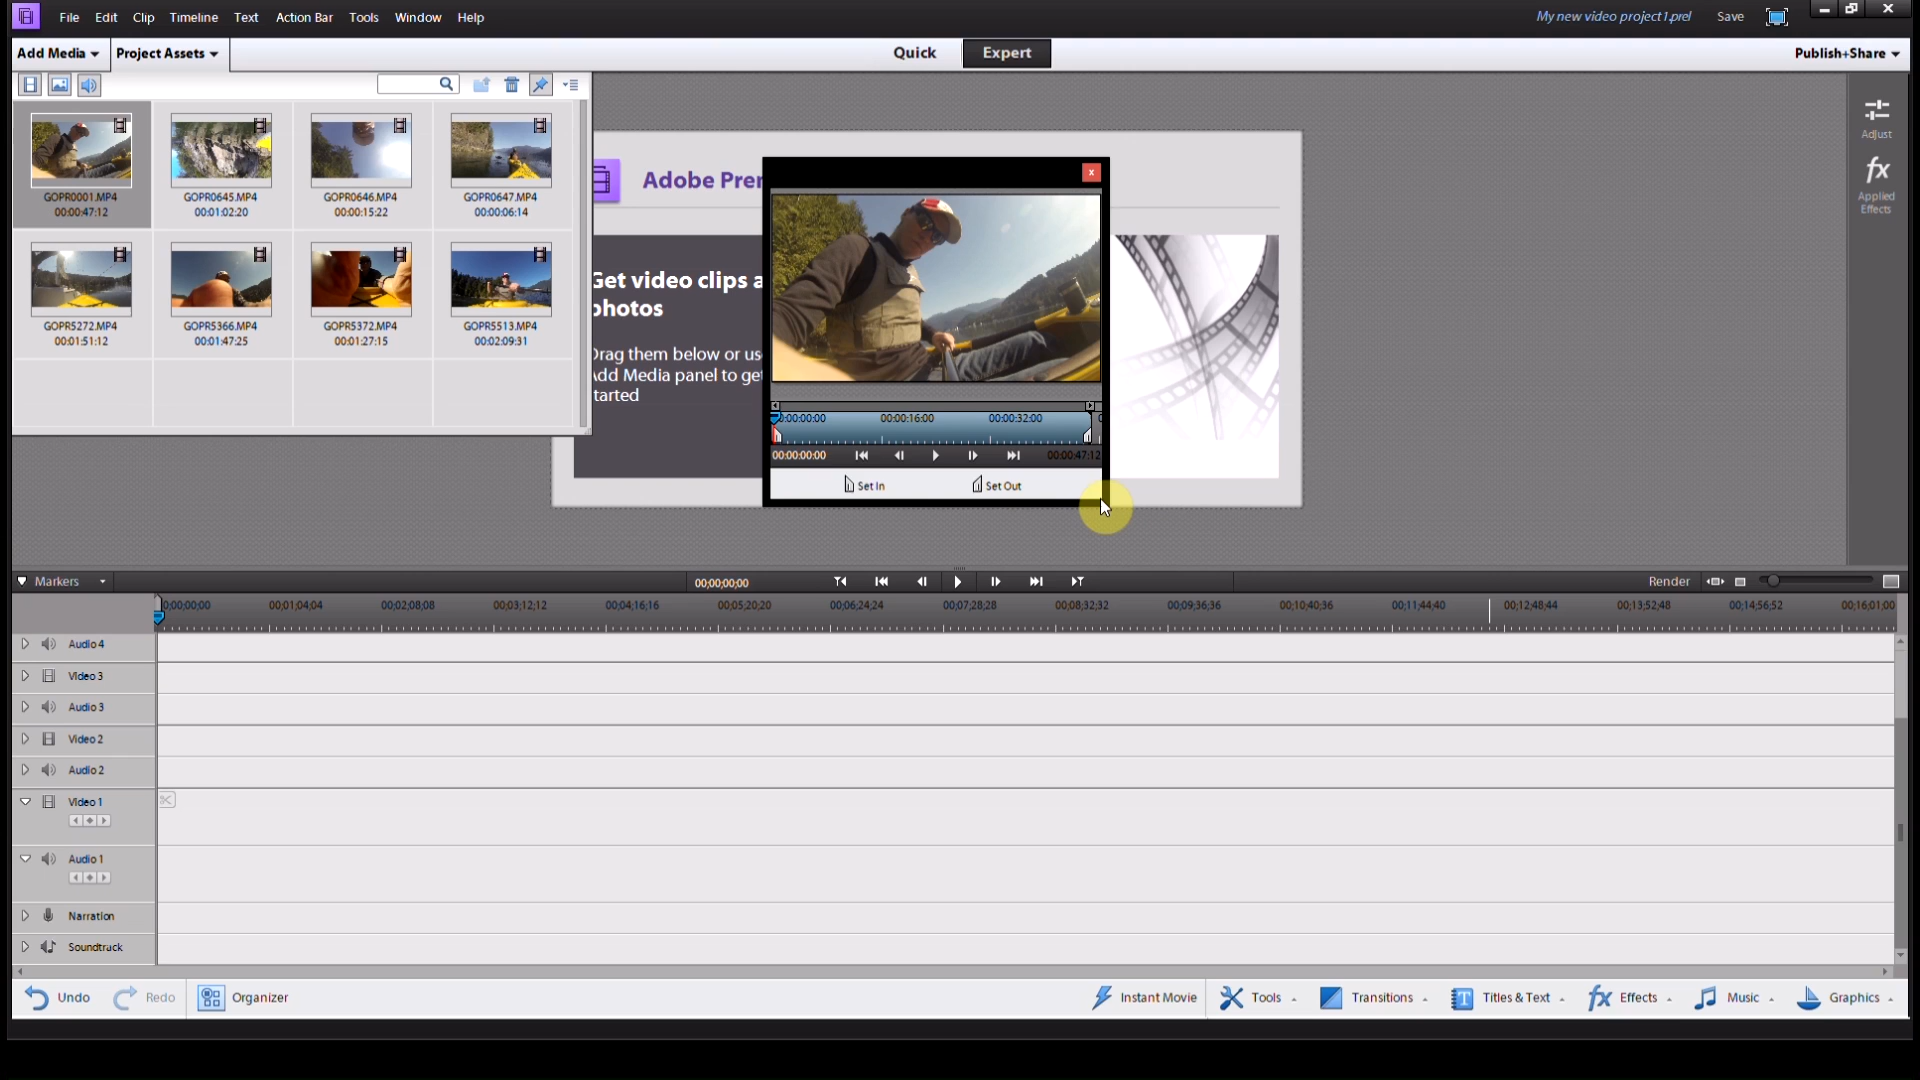 File Edit Clip Timeline Text Action Bar Tools Window Help
My new video project1.prel Save
Add Media Project Assets
Quick Expert
Publish+Share
GOPR0001.MP4 GOPR0645.MP4 GOPR0646.MP4 GOPR0647.MP4
00:00:47:12 00:01:02:20 00:00:15:22 00:00:06:14
GOPR5272.MP4 GOPR5366.MP4 GOPR5372.MP4 GOPR5513.MP4
00:01:51:12 00:01:47:25 00:01:27:15 00:02:09:31
Adobe Prer
Get video clips a
photos
Drag them below or us
Add Media panel to get
started
00:00:16:00 00:00:32:00
00:00:00:00 00:00:47:12
Set In Set Out
Adjust
fx
Applied
Effects
Markers 00;00;00;00 Render
0;00;00;00 00;01;04;04 00;02;08;08 00;03;12;12 00;04;16;16 00;05;20;20 00;06;24;24 00;07;28;28 00;08;32;32 00;09;36;36 00;10;40;36 00;11;44;40 00;12;48;44 00;13;52;48 00;14;56;52 00;16;01;00
Audio 4
Video 3
Audio 3
Video 2
Audio 2
Video 1
Audio 1
Narration
Soundtrack
Undo Redo Organizer Instant Movie Tools Transitions T Titles & Text fx Effects Music Graphics